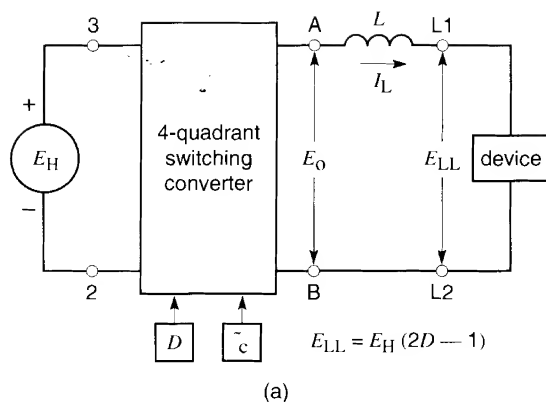 3
A
L
L1
I_L
+
E_H
−
4-quadrant
switching
converter
E_O
E_LL
device
2
B
L2
D
c
E_LL = E_H (2D — 1)
(a)